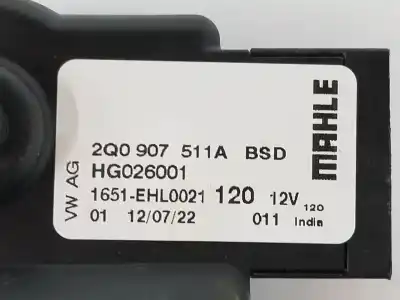 2Q0 907 511A BSD
HG026001
1651-EHL0021 120 12V 120
01 12/07/22 011 India
VW AG
MAHLE